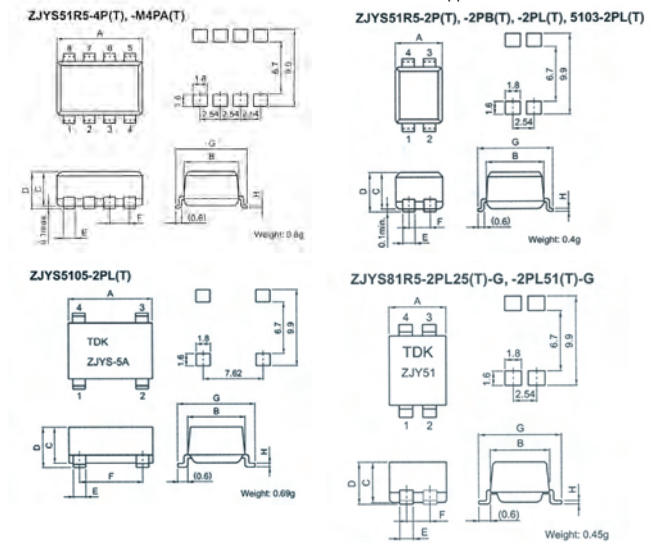 ZJYS51R5-4P(T), -M4PA(T)
A
8 7 6 5
1 2 3 4
1.8
1.6
2.54 2.54 2.54
6.7
9.9
D
C
0.1max.
E
F
G
B
H
(0.6)
Weight: 0.8g
ZJYS51R5-2P(T), -2PB(T), -2PL(T), 5103-2PL(T)
A
4 3
1 2
1.8
1.6
2.54
6.7
9.9
D
C
0.1min.
E
F
G
B
H
(0.6)
Weight: 0.4g
ZJYS5105-2PL(T)
A
4 3
TDK
ZJYS-5A
1 2
1.8
1.6
7.62
6.7
9.9
D
C
F
E
G
B
H
(0.6)
Weight: 0.69g
ZJYS81R5-2PL25(T)-G, -2PL51(T)-G
A
4 3
TDK
ZJY51
1 2
1.8
1.6
2.54
6.7
9.9
D
C
F
E
G
B
H
(0.6)
Weight: 0.45g